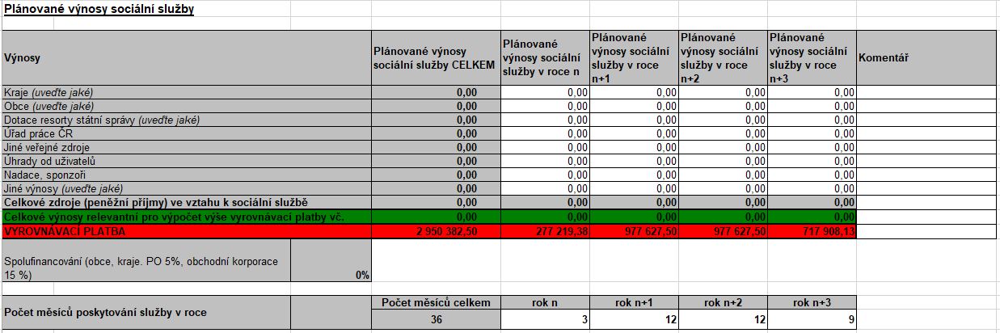 Plánované výnosy sociální služby
Výnosy
Plánované výnosy
sociální služby CELKEM
Plánované
výnosy sociální
služby v roce n
Plánované
výnosy sociální
služby v roce
n+1
Plánované
výnosy sociální
služby v roce
n+2
Plánované
výnosy sociální
služby v roce
n+3
Komentář
Kraje (uveďte jaké) 0,00 0,00 0,00 0,00 0,00
Obce (uveďte jaké) 0,00 0,00 0,00 0,00 0,00
Dotace resorty státní správy (uveďte jaké) 0,00 0,00 0,00 0,00 0,00
Úřad práce ČR 0,00 0,00 0,00 0,00 0,00
Jiné veřejné zdroje 0,00 0,00 0,00 0,00 0,00
Úhrady od uživatelů 0,00 0,00 0,00 0,00 0,00
Nadace, sponzoři 0,00 0,00 0,00 0,00 0,00
Jiné výnosy (uveďte jaké) 0,00 0,00 0,00 0,00 0,00
Celkové zdroje (peněžní příjmy) ve vztahu k sociální službě 0,00 0,00 0,00 0,00 0,00
Celkové výnosy relevantní pro výpočet výše vyrovnávací platby vč. 0,00 0,00 0,00 0,00 0,00
VYROVNÁVACÍ PLATBA 2 950 382,50 277 219,38 977 627,50 977 627,50 717 908,13
Spolufinancování (obce, kraje. PO 5%, obchodní korporace
15 %) 0%
Počet měsíců poskytování služby v roce
Počet měsíců celkem rok n rok n+1 rok n+2 rok n+3
36 3 12 12 9